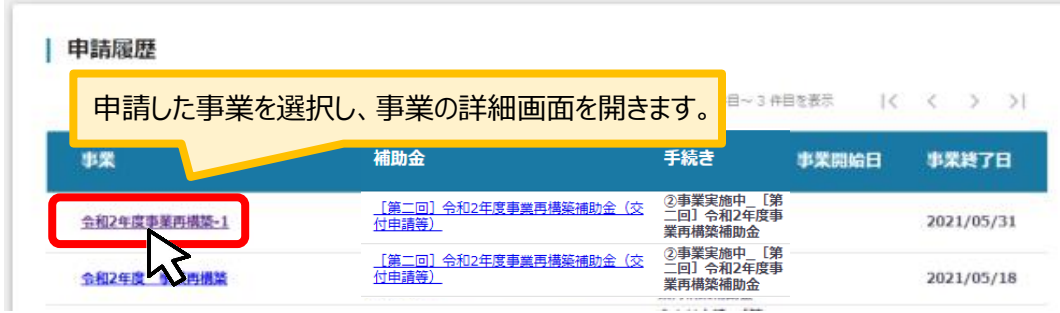 申請履歴
申請した事業を選択し、事業の詳細画面を開きます。
目～3 件目を表示 |< < > >|
事業 補助金 手続き 事業開始日 事業終了日
令和2年度事業再構築-1
［第二回］令和2年度事業再構築補助金（交
付申請等）
②事業実施中_［第
二回］令和2年度事
業再構築補助金
2021/05/31
令和2年度 業再構築
［第二回］令和2年度事業再構築補助金（交
付申請等）
②事業実施中_［第
二回］令和2年度事
業再構築補助金
2021/05/18